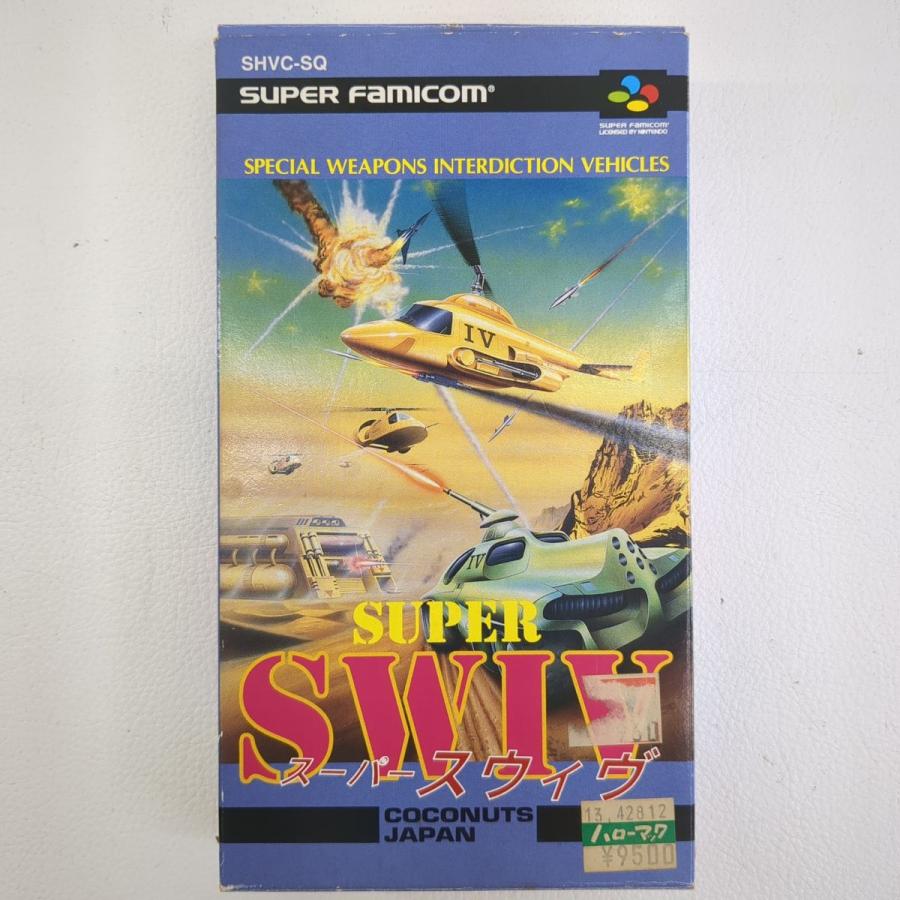 SHVC-SQ
SUPER FAMICOM®
SUPER FAMICOM®
LICENSED BY NINTENDO
SPECIAL WEAPONS INTERDICTION VEHICLES
IV
IV
SUPER
SWIV
スーパースウィヴ
COCONUTS
JAPAN
13.42812
ハローマック
¥9500